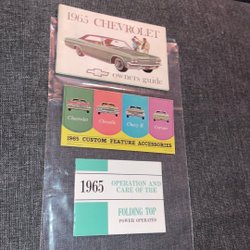 1965 CHEVROLET
owners guide
Chevrolet
Chevelle
Chevy II
Corvair
1965 CUSTOM FEATURE ACCESSORIES
1965
OPERATION AND
CARE OF THE
FOLDING TOP
POWER OPERATED